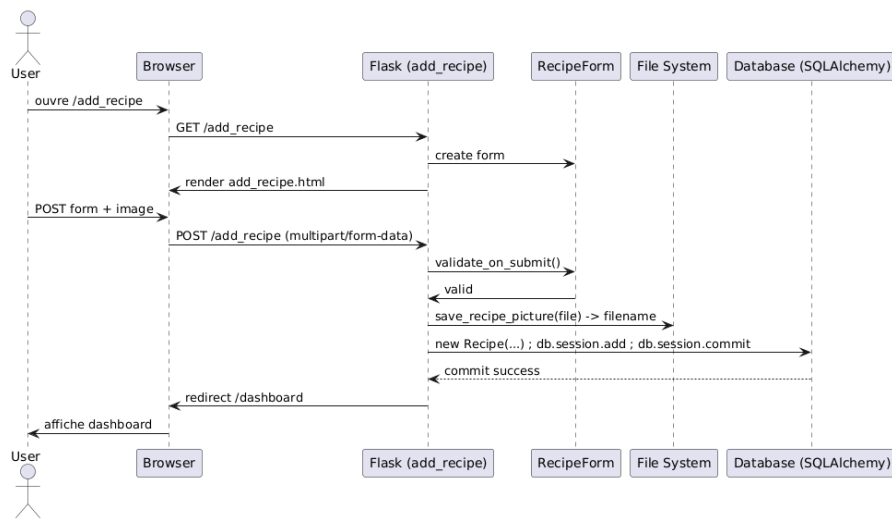 User
Browser
Flask (add_recipe)
RecipeForm
File System
Database (SQLAlchemy)
ouvre /add_recipe
GET /add_recipe
create form
render add_recipe.html
POST form + image
POST /add_recipe (multipart/form-data)
validate_on_submit()
valid
save_recipe_picture(file) -> filename
new Recipe(...) ; db.session.add ; db.session.commit
commit success
redirect /dashboard
affiche dashboard
User
Browser
Flask (add_recipe)
RecipeForm
File System
Database (SQLAlchemy)